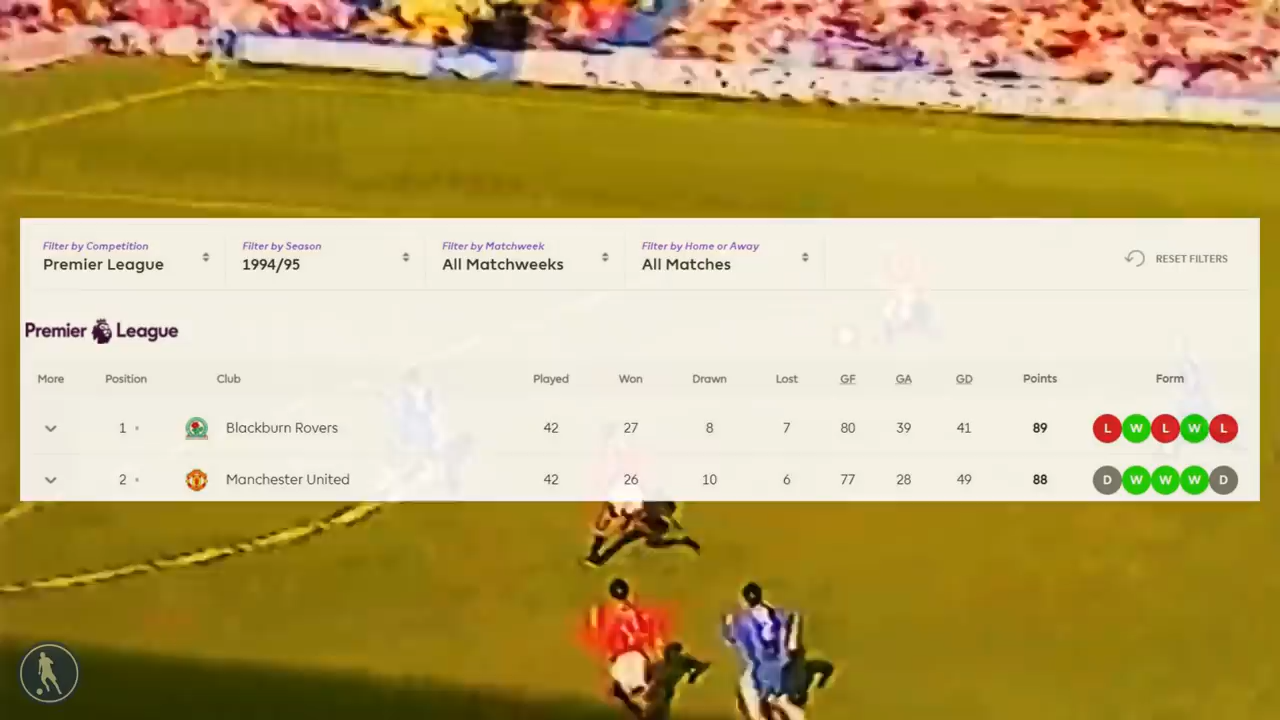 Filter by Competition Filter by Season Filter by Matchweek Filter by Home or Away
Premier League 1994/95 All Matchweeks All Matches RESET FILTERS
Premier League
More Position Club Played Won Drawn Lost GF GA GD Points Form
1 Blackburn Rovers 42 27 8 7 80 39 41 89 L W L W L
2 Manchester United 42 26 10 6 77 28 49 88 D W W W D